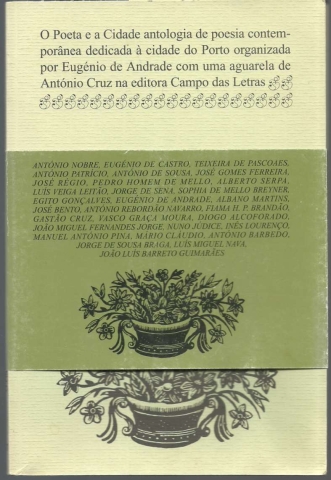 O Poeta e a Cidade antologia de poesia contem-
porânea dedicada à cidade do Porto organizada
por Eugénio de Andrade com uma aguarela de
António Cruz na editora Campo das Letras
ANTÓNIO NOBRE, EUGÉNIO DE CASTRO, TEIXEIRA DE PASCOAES,
ANTÓNIO PATRÍCIO, ANTÓNIO DE SOUSA, JOSÉ GOMES FERREIRA,
JOSÉ RÉGIO, PEDRO HOMEM DE MELLO, ALBERTO SERPA,
LUÍS VEIGA LEITÃO, JORGE DE SENA, SOPHIA DE MELLO BREYNER,
EGITO GONÇALVES, EUGÉNIO DE ANDRADE, ALBANO MARTINS,
JOSÉ BENTO, ANTÓNIO REBORDÃO NAVARRO, FIAMA H. P. BRANDÃO,
GASTÃO CRUZ, VASCO GRAÇA MOURA, DIOGO ALCOFORADO,
JOÃO MIGUEL FERNANDES JORGE, NUNO JUDICE, INÊS LOURENÇO,
MANUEL ANTÓNIO PINA, MÁRIO CLÁUDIO, ANTÓNIO BARBEDO,
JORGE DE SOUSA BRAGA, LUÍS MIGUEL NAVA,
JOÃO LUÍS BARRETO GUIMARÃES